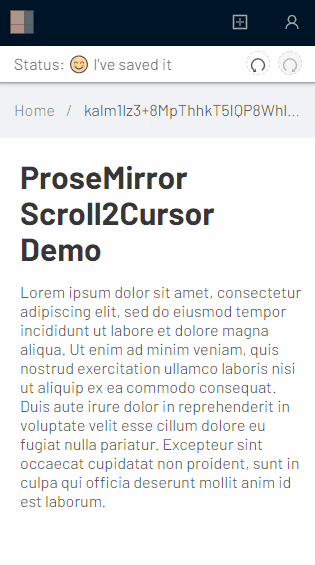 Status: 😊 I've saved it
Home / kalm1lz3+8MpThhkT5IQP8WhI...
ProseMirror
Scroll2Cursor
Demo
Lorem ipsum dolor sit amet, consectetur
adipiscing elit, sed do eiusmod tempor
incididunt ut labore et dolore magna
aliqua. Ut enim ad minim veniam, quis
nostrud exercitation ullamco laboris nisi
ut aliquip ex ea commodo consequat.
Duis aute irure dolor in reprehenderit in
voluptate velit esse cillum dolore eu
fugiat nulla pariatur. Excepteur sint
occaecat cupidatat non proident, sunt in
culpa qui officia deserunt mollit anim id
est laborum.